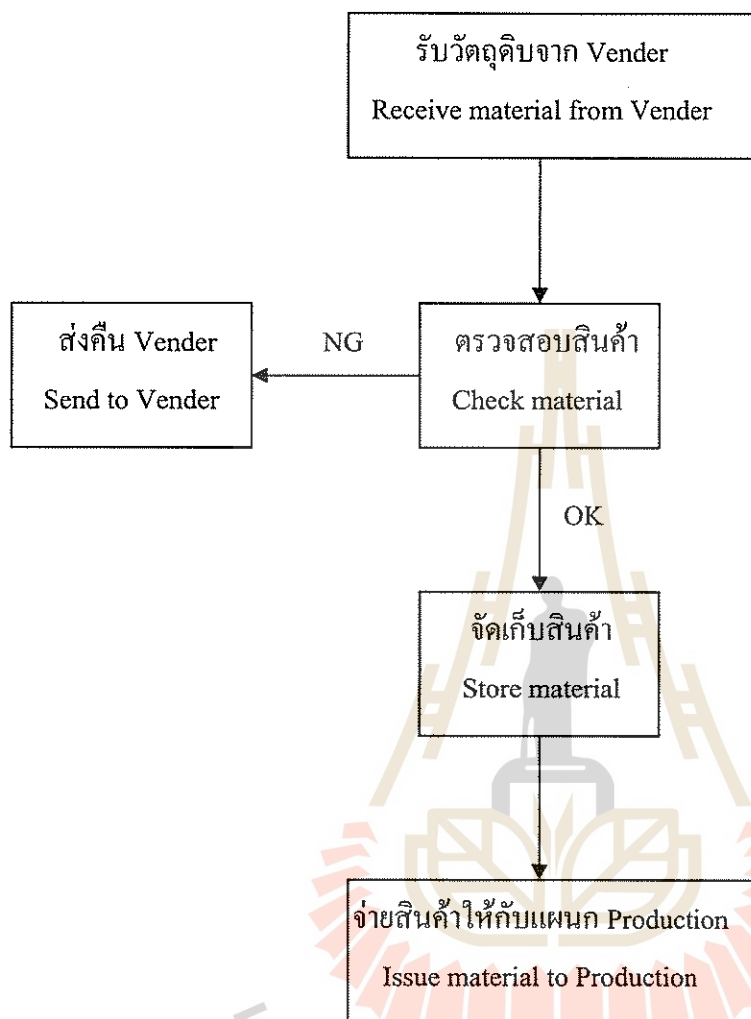 รับวัตถุดิบจาก Vender
Receive material from Vender
ส่งคืน Vender
Send to Vender
NG
ตรวจสอบสินค้า
Check material
OK
จัดเก็บสินค้า
Store material
จ่ายสินค้าให้กับแผนก Production
Issue material to Production